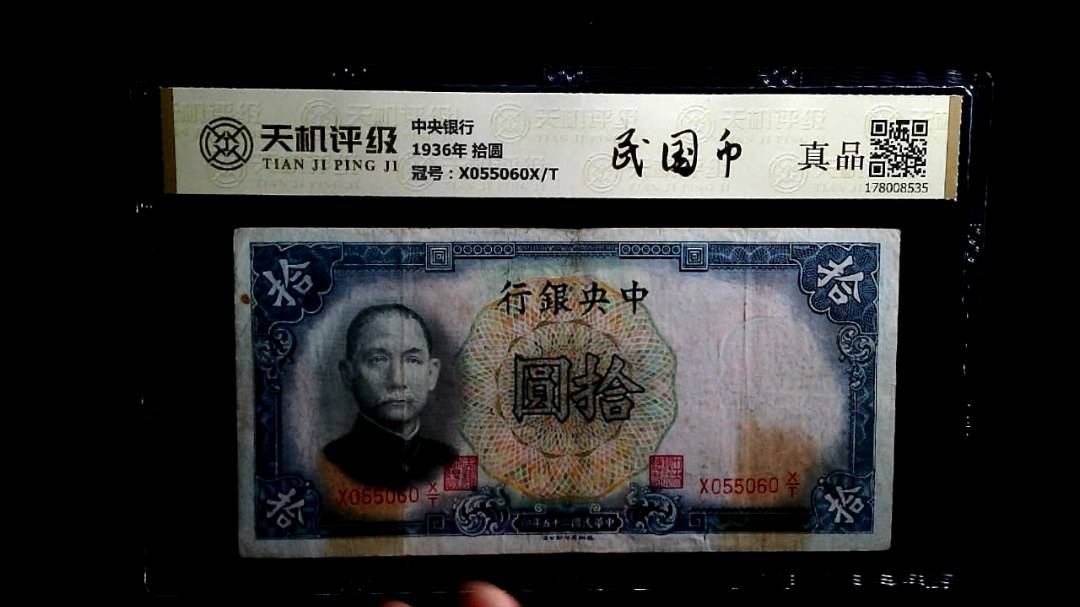 天机评级
TIAN JI PING JI
中央银行
1936年 拾圆
冠号：X055060X/T
民国币
真品
178008535
拾
拾
行銀央中
圓拾
X055060 X/T
X055060 X/T
拾
拾